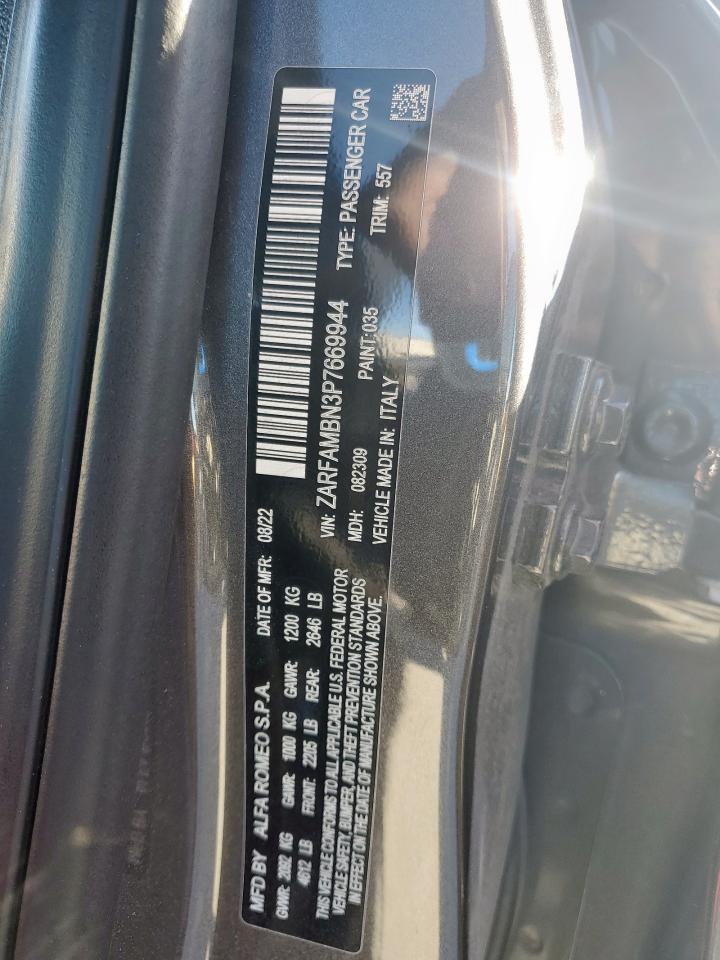 MFD BY ALFA ROMEO S.P.A. DATE OF MFR: 08/22
GVWR: 2092 KG GAWR: 1000 KG GAWR: 1200 KG
4612 LB FRONT: 2205 LB REAR: 2646 LB
THIS VEHICLE CONFORMS TO ALL APPLICABLE U.S. FEDERAL MOTOR
VEHICLE SAFETY, BUMPER, AND THEFT PREVENTION STANDARDS
IN EFFECT ON THE DATE OF MANUFACTURE SHOWN ABOVE.
VIN: ZARFAMBN3P7669944 TYPE: PASSENGER CAR
MDH: 082309 PAINT:035 TRIM: 557
VEHICLE MADE IN: ITALY